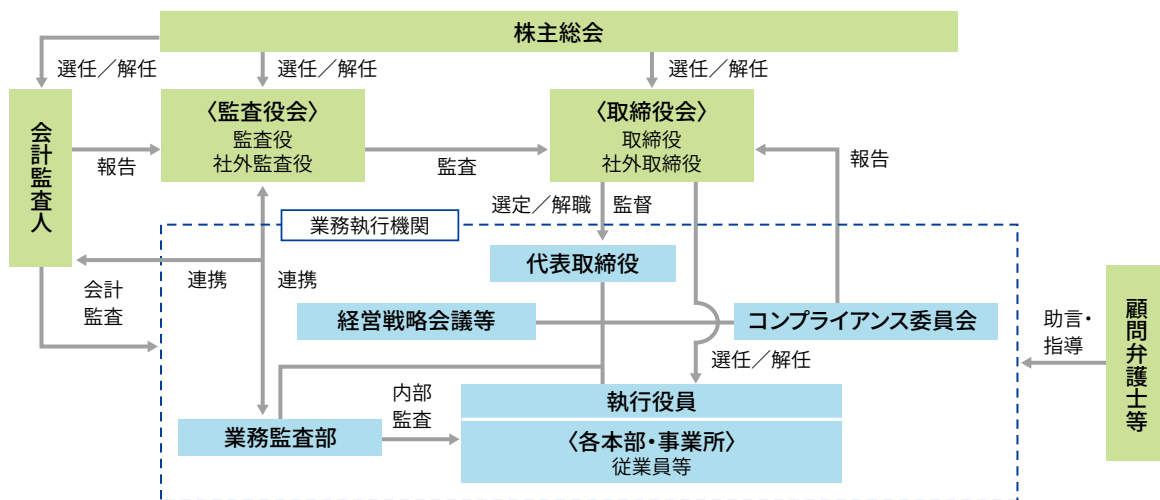 株主総会
選任／解任
選任／解任
選任／解任
会計監査人
〈監査役会〉
監査役
社外監査役
〈取締役会〉
取締役
社外取締役
報告
監査
報告
選定／解職
監督
業務執行機関
代表取締役
会計
監査
連携
連携
経営戦略会議等
コンプライアンス委員会
助言・
指導
顧問弁護士等
選任／解任
内部
監査
執行役員
業務監査部
〈各本部・事業所〉
従業員等